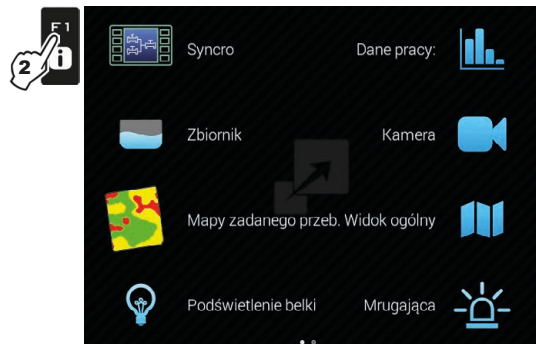 F1
2
Syncro Dane pracy:
Zbiornik Kamera
Mapy zadanego przeb. Widok ogólny
Podświetlenie belki Mrugająca